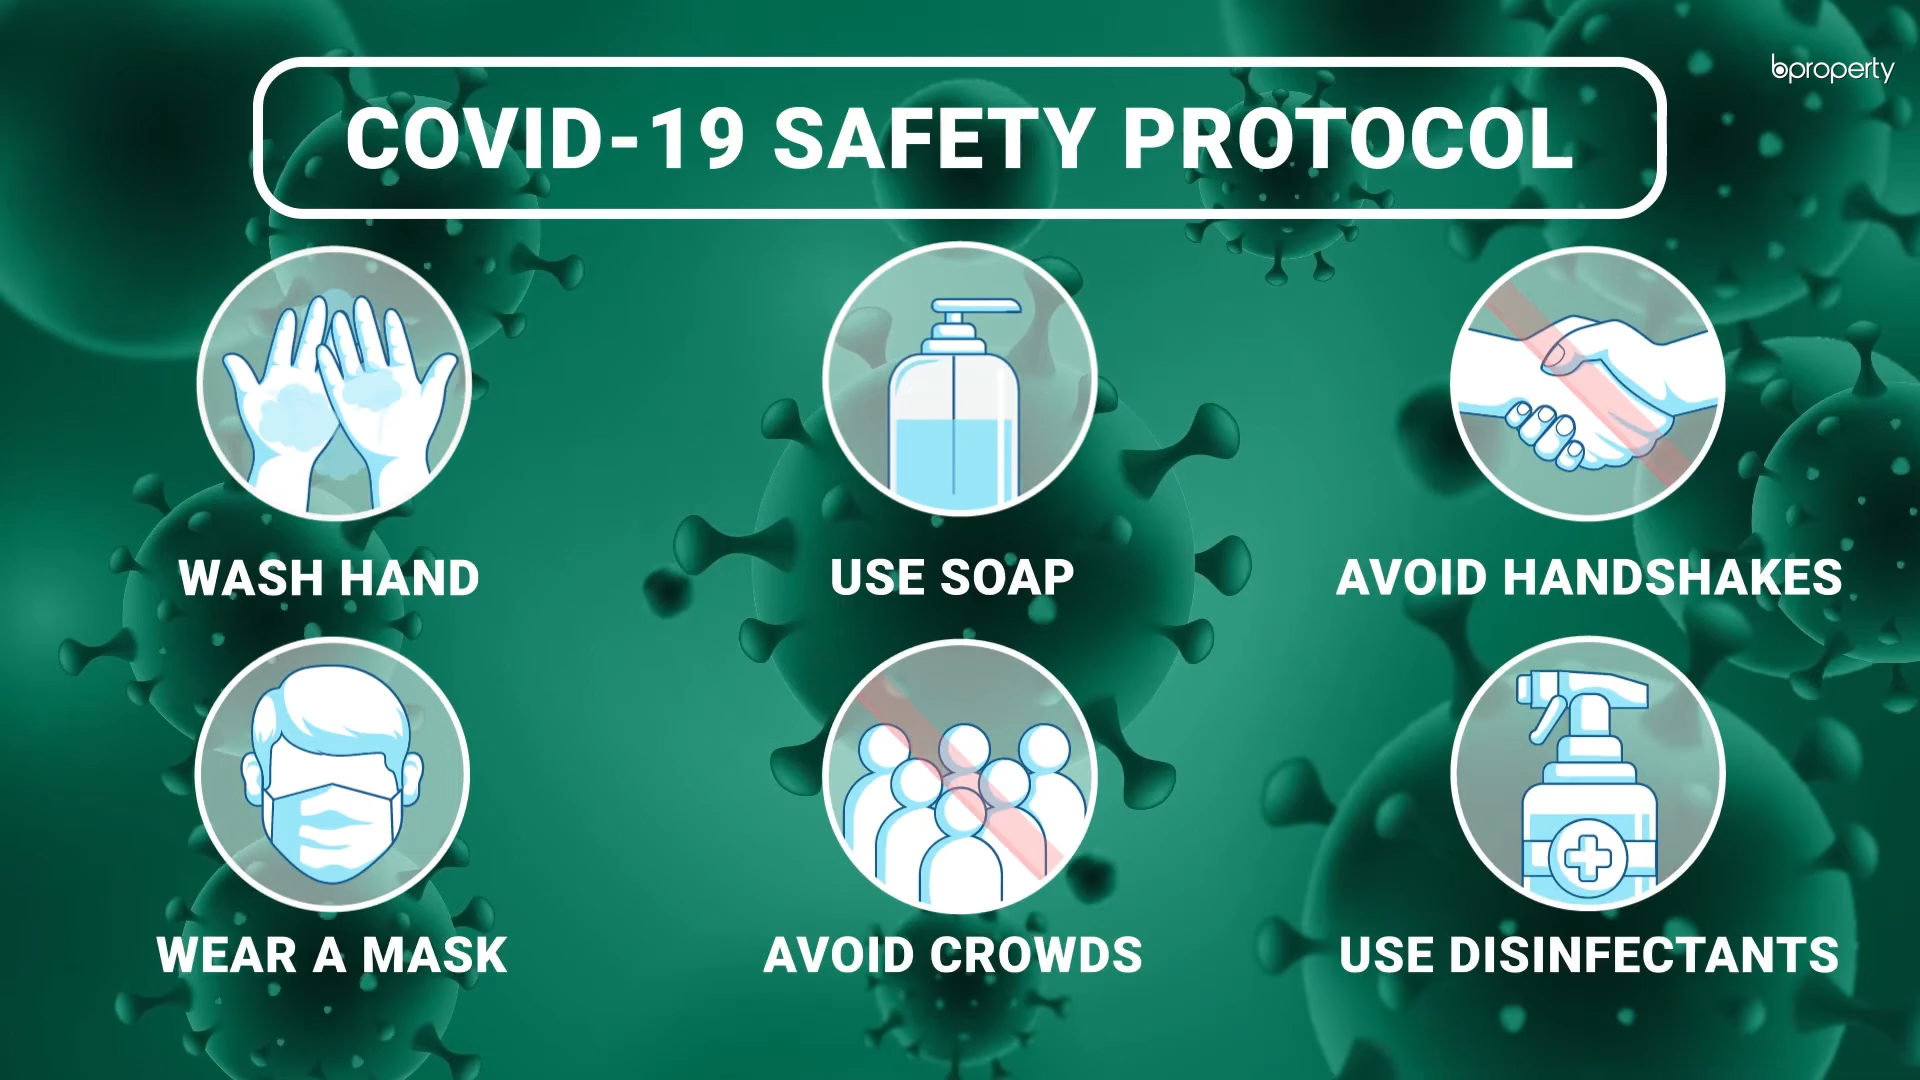 bproperty
COVID-19 SAFETY PROTOCOL
WASH HAND
USE SOAP
AVOID HANDSHAKES
WEAR A MASK
AVOID CROWDS
USE DISINFECTANTS